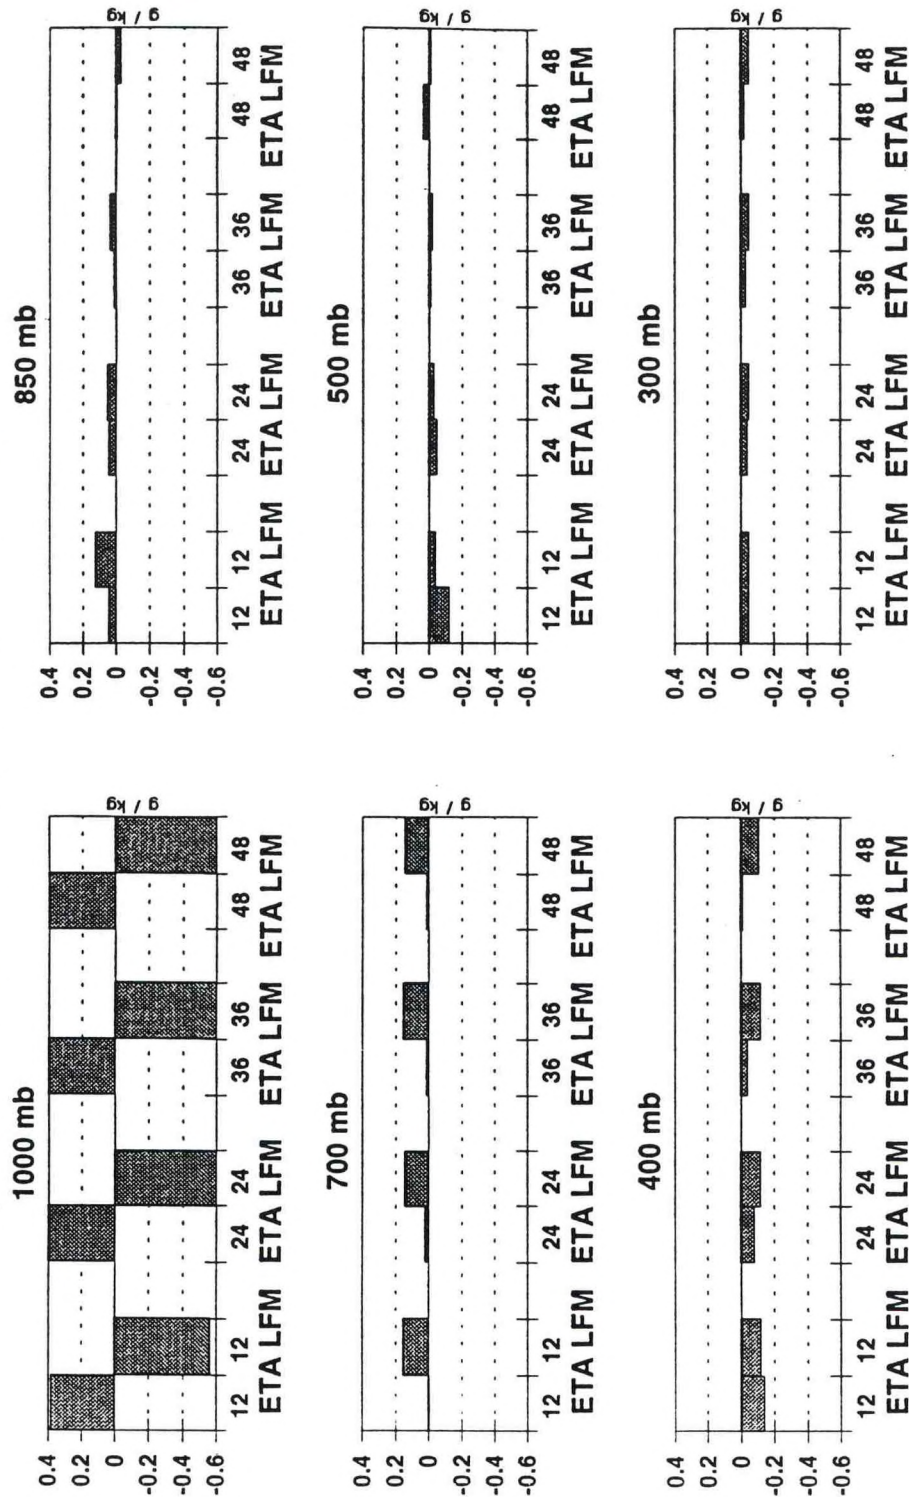 1000 mb
0.4
0.2
0
-0.2
-0.4
-0.6
g / kg
12 12 24 24 36 36 48 48
ETA LFM ETA LFM ETA LFM ETA LFM
850 mb
0.4
0.2
0
-0.2
-0.4
-0.6
g / kg
12 12 24 24 36 36 48 48
ETA LFM ETA LFM ETA LFM ETA LFM
700 mb
0.4
0.2
0
-0.2
-0.4
-0.6
g / kg
12 12 24 24 36 36 48 48
ETA LFM ETA LFM ETA LFM ETA LFM
500 mb
0.4
0.2
0
-0.2
-0.4
-0.6
g / kg
12 12 24 24 36 36 48 48
ETA LFM ETA LFM ETA LFM ETA LFM
400 mb
0.4
0.2
0
-0.2
-0.4
-0.6
g / kg
12 12 24 24 36 36 48 48
ETA LFM ETA LFM ETA LFM ETA LFM
300 mb
0.4
0.2
0
-0.2
-0.4
-0.6
g / kg
12 12 24 24 36 36 48 48
ETA LFM ETA LFM ETA LFM ETA LFM